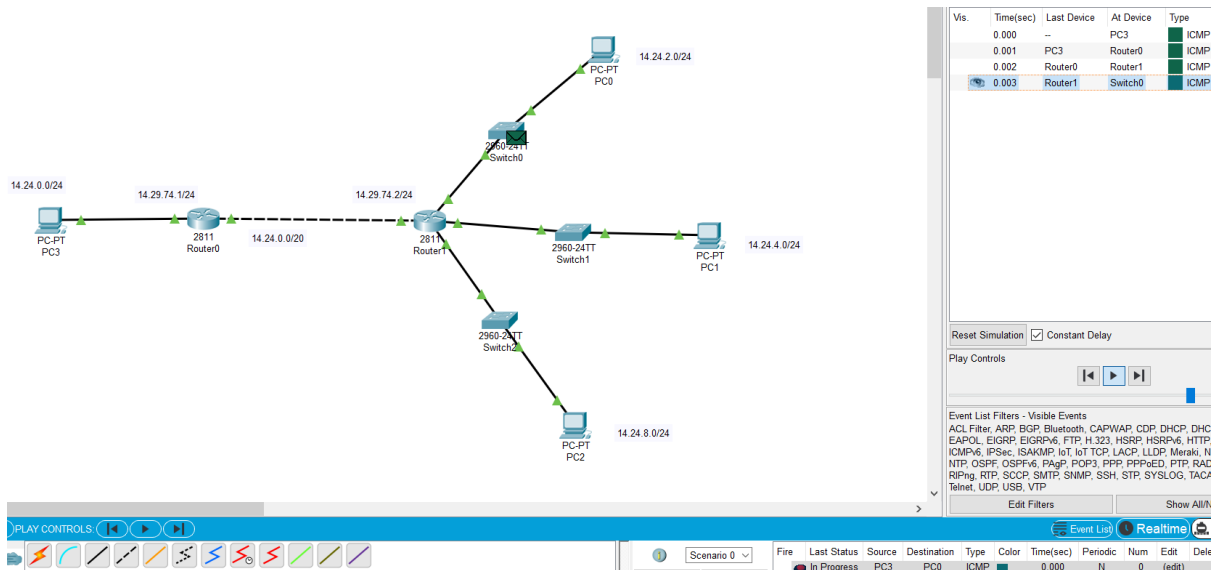 Vis. Time(sec) Last Device At Device Type
0.000 -- PC3 ICMP
0.001 PC3 Router0 ICMP
0.002 Router0 Router1 ICMP
0.003 Router1 Switch0 ICMP
PC-PT
PC0
14.24.2.0/24
2960-24TT
Switch0
14.24.0.0/24
14.29.74.1/24
14.29.74.2/24
PC-PT
PC3
2811
Router0
14.24.0.0/20
2811
Router1
2960-24TT
Switch1
PC-PT
PC1
14.24.4.0/24
2960-24TT
Switch2
PC-PT
PC2
14.24.8.0/24
Reset Simulation Constant Delay
Play Controls
Event List Filters - Visible Events
ACL Filter, ARP, BGP, Bluetooth, CAPWAP, CDP, DHCP, DHC
EAPOL, EIGRP, EIGRPv6, FTP, H.323, HSRP, HSRPv6, HTTP,
ICMPv6, IPSec, ISAKMP, IoT, IoT TCP, LACP, LLDP, Meraki, N
NTP, OSPF, OSPFv6, PAgP, POP3, PPP, PPPoED, PTP, RAD
RIPng, RTP, SCCP, SMTP, SNMP, SSH, STP, SYSLOG, TACA
Telnet, UDP, USB, VTP
Edit Filters Show All/N
PLAY CONTROLS: Event List Realtime
Scenario 0 Fire Last Status Source Destination Type Color Time(sec) Periodic Num Edit Dele
In Progress PC3 PC0 ICMP 0.000 N 0 (edit)